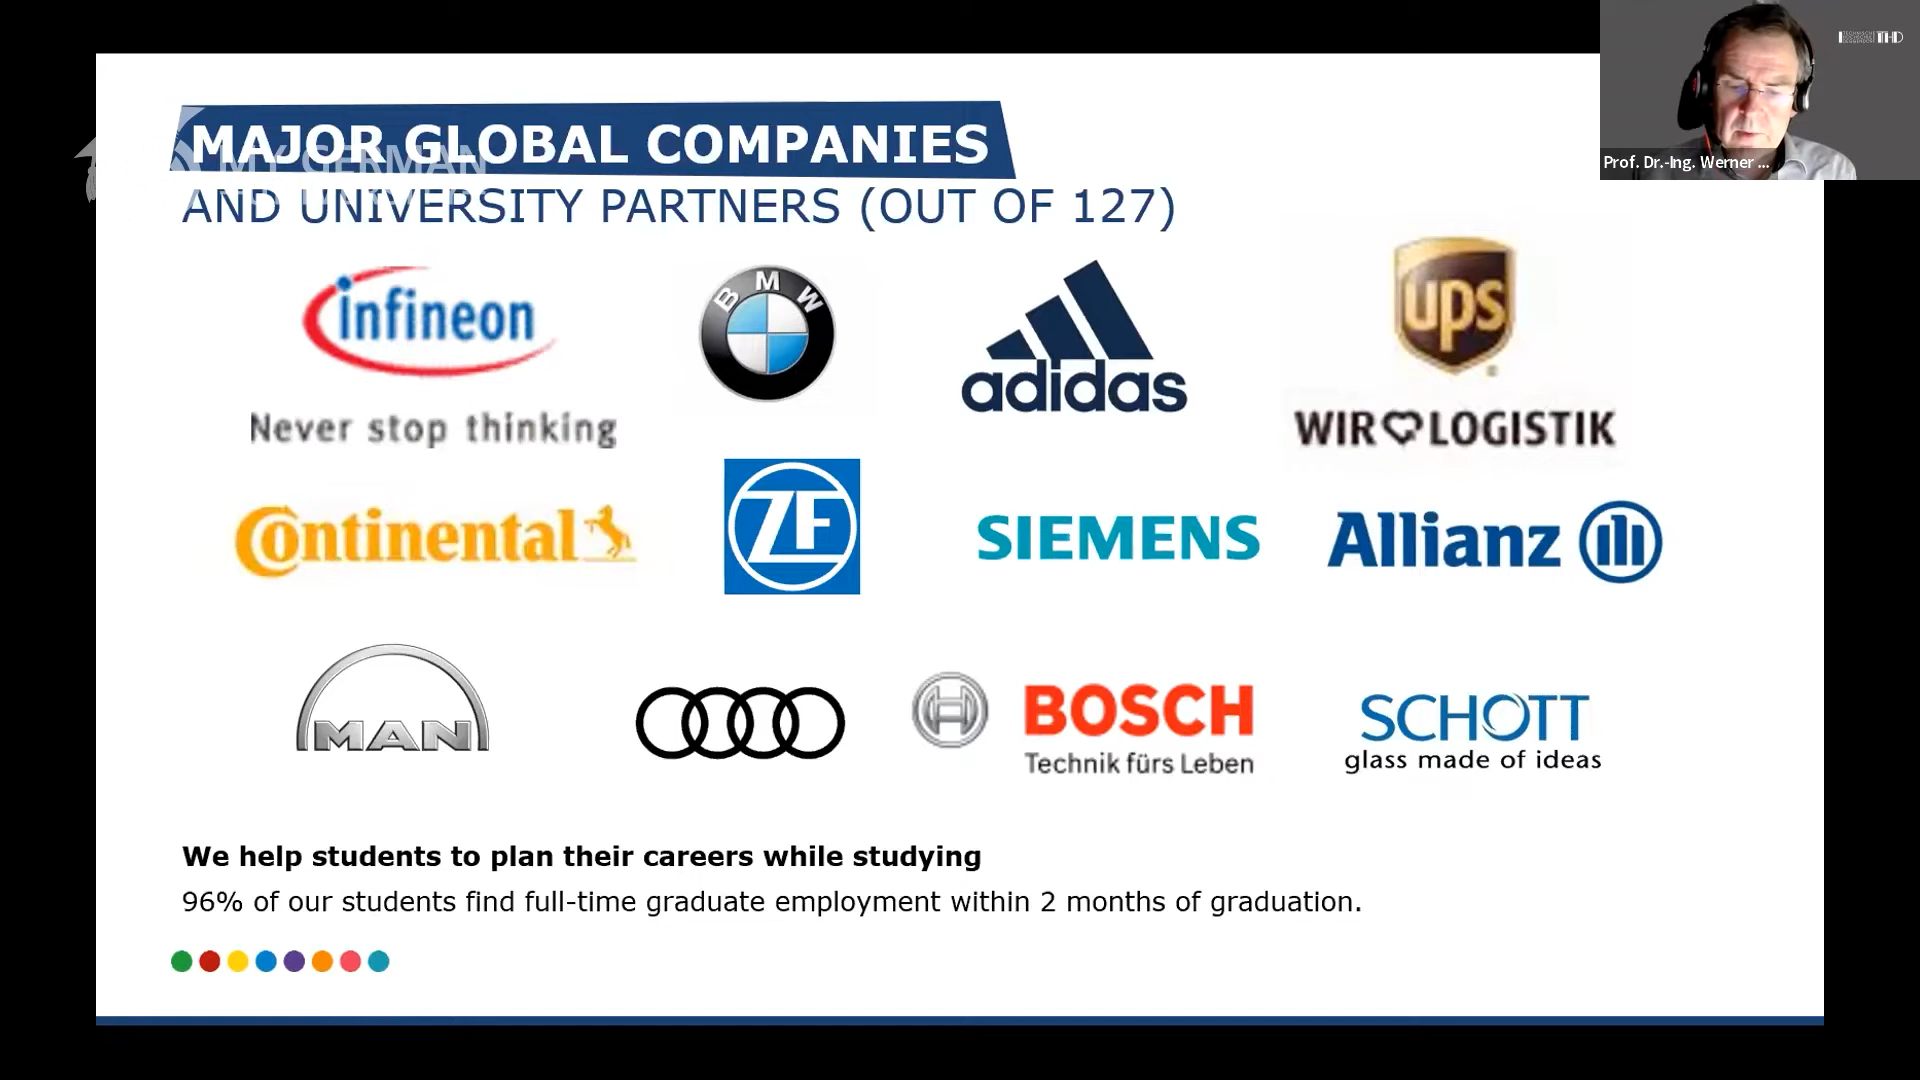 MAJOR GLOBAL COMPANIES
MY GERMAN
AND UNIVERSITY PARTNERS (OUT OF 127)
THD
Prof. Dr.-Ing. Werner ...
infineon
Never stop thinking
BMW
adidas
ups
WIR LOGISTIK
Continental
ZF
SIEMENS
Allianz
MAN
BOSCH
Technik fürs Leben
SCHOTT
glass made of ideas
We help students to plan their careers while studying
96% of our students find full-time graduate employment within 2 months of graduation.